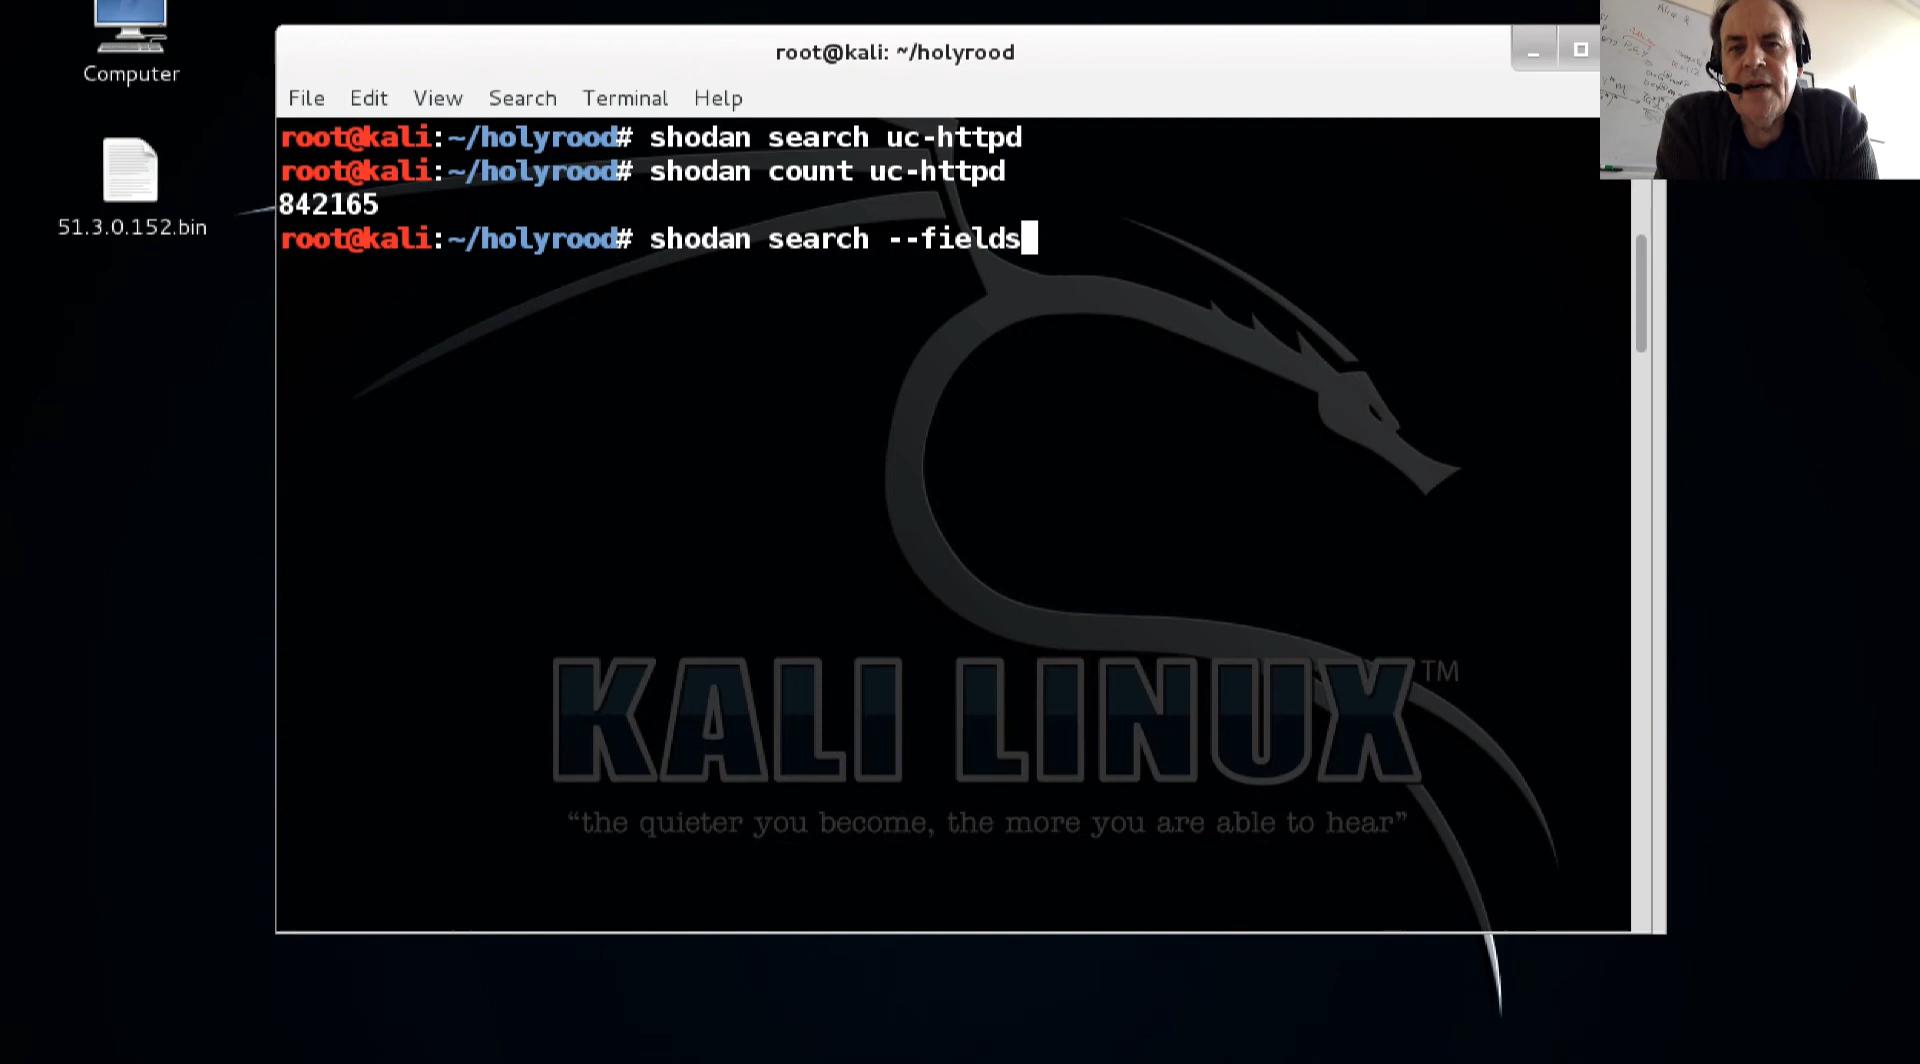 Computer
51.3.0.152.bin
root@kali: ~/holyrood
File Edit View Search Terminal Help
root@kali:~/holyrood# shodan search uc-httpd
root@kali:~/holyrood# shodan count uc-httpd
842165
root@kali:~/holyrood# shodan search --fields
KALI LINUX™
“the quieter you become, the more you are able to hear”